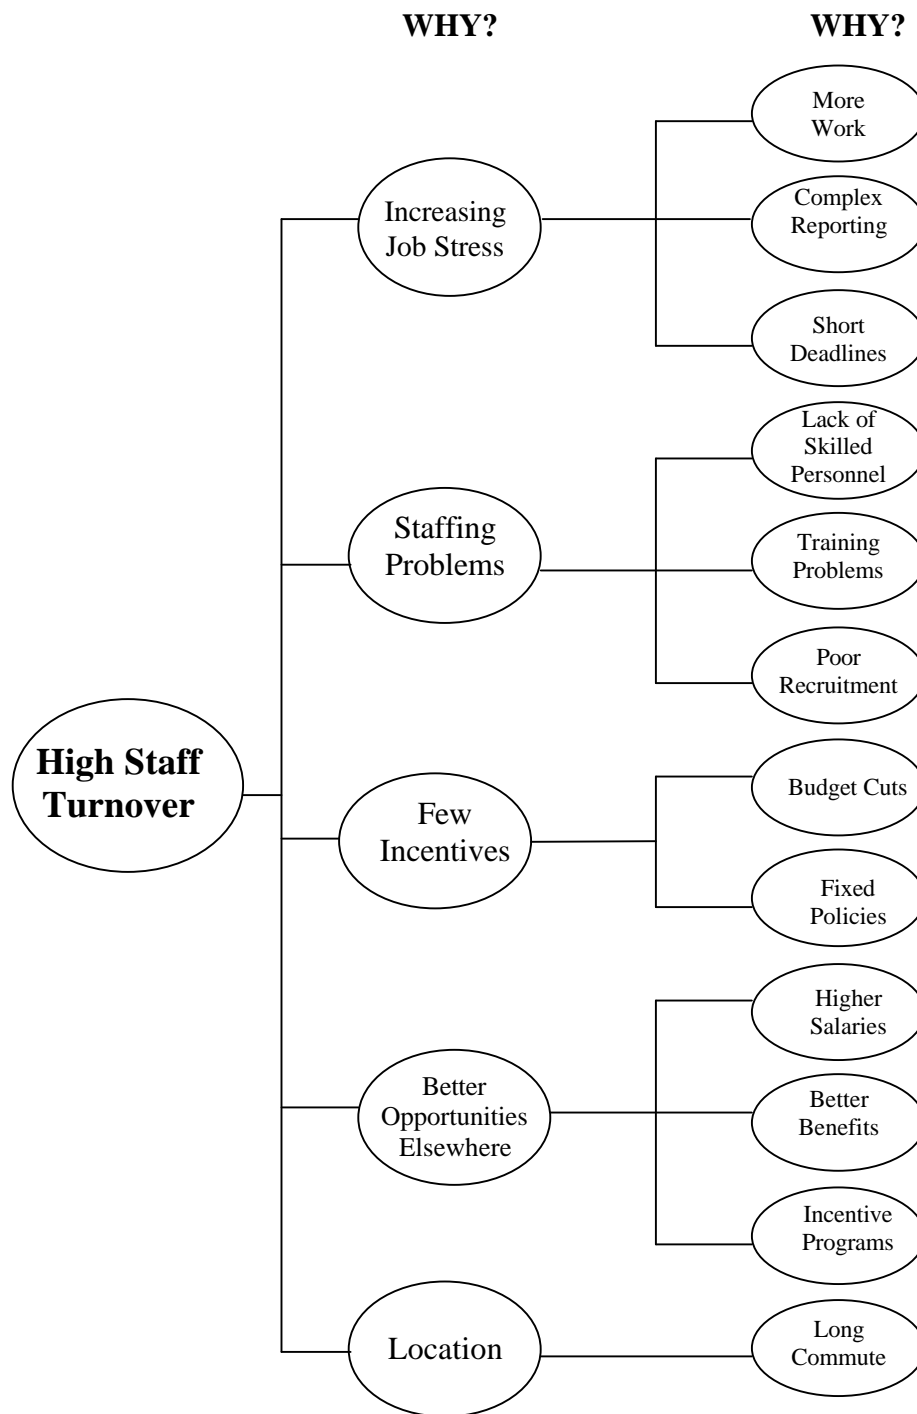 WHY?
WHY?
More
Work
Complex
Reporting
Short
Deadlines
Increasing
Job Stress
Lack of
Skilled
Personnel
Training
Problems
Poor
Recruitment
Staffing
Problems
High Staff
Turnover
Few
Incentives
Budget Cuts
Fixed
Policies
Higher
Salaries
Better
Benefits
Incentive
Programs
Better
Opportunities
Elsewhere
Location
Long
Commute